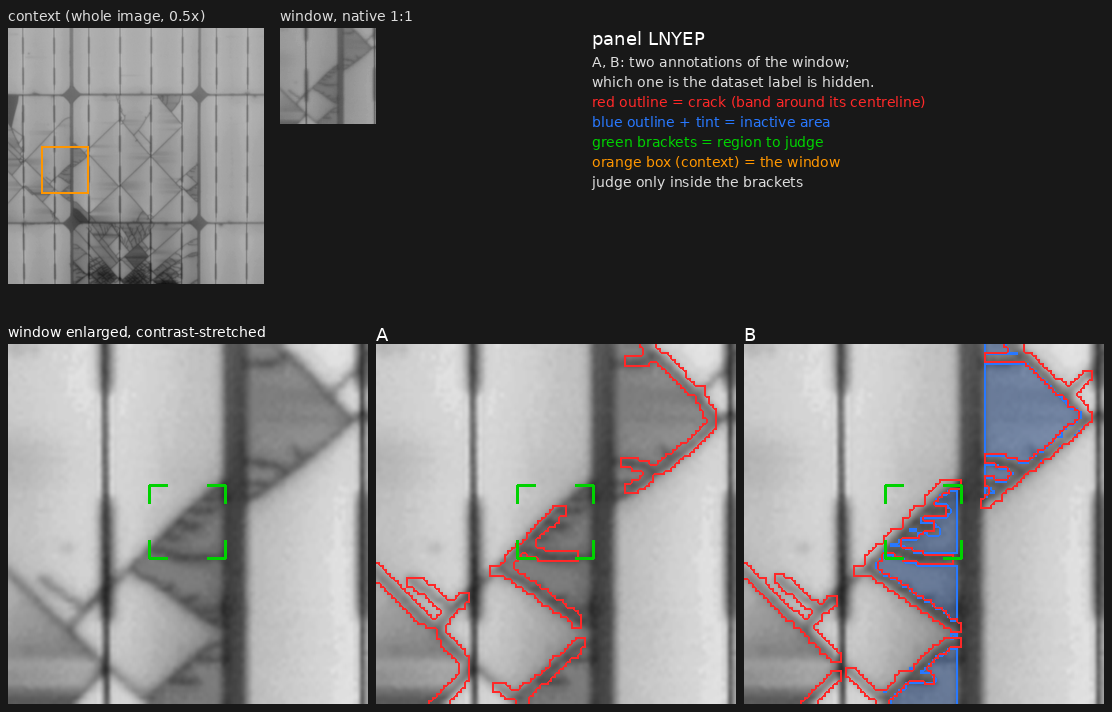 context (whole image, 0.5x)
window, native 1:1
panel LNYEP
A, B: two annotations of the window;
which one is the dataset label is hidden.
red outline = crack (band around its centreline)
blue outline + tint = inactive area
green brackets = region to judge
orange box (context) = the window
judge only inside the brackets
window enlarged, contrast-stretched
A
B